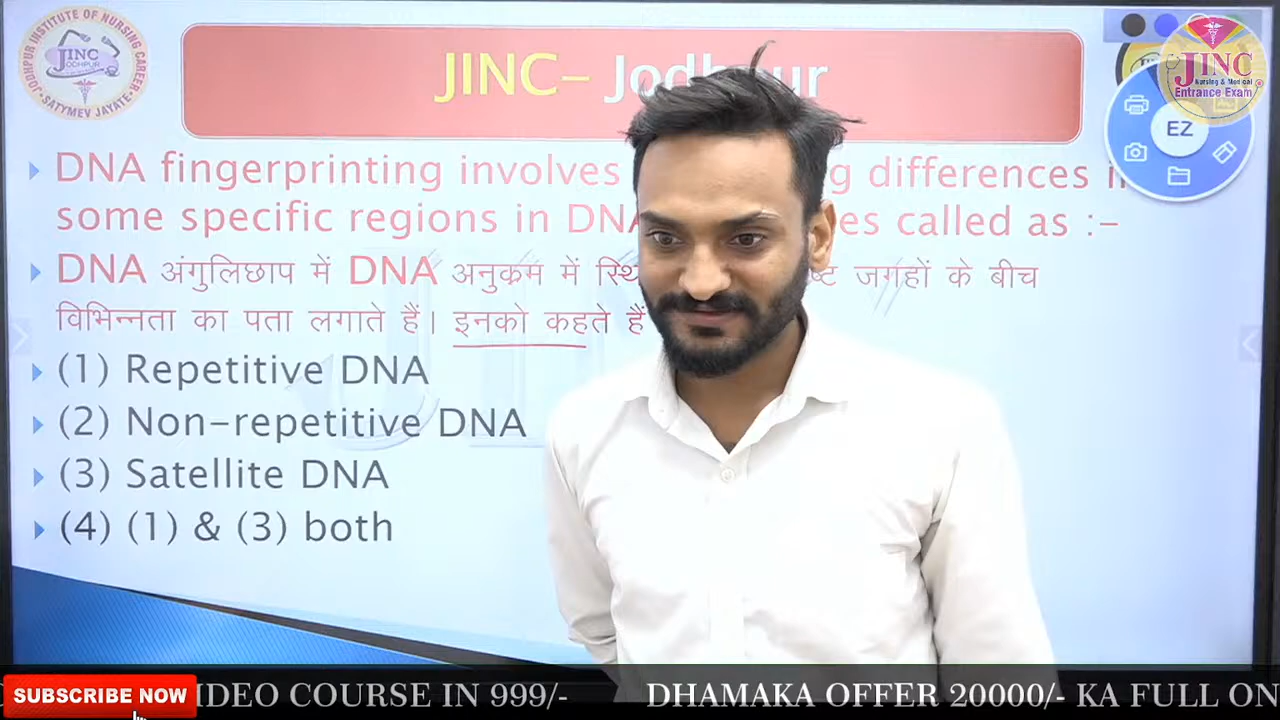 JODHPUR INSTITUTE OF NURSING CAREER
JINC
JODHPUR
SATYMEV JAYATE
JINC- Jodhpur
JINC
Nursing & Medical
Entrance Exam
EZ
DNA fingerprinting involves differences
some specific regions in DNA called as :-
DNA अंगुलिछाप में DNA अनुक्रम में जगहों के बीच
विभिन्नता का पता लगाते हैं। इनको कहते हैं
(1) Repetitive DNA
(2) Non-repetitive DNA
(3) Satellite DNA
(4) (1) & (3) both
SUBSCRIBE NOW
VIDEO COURSE IN 999/- DHAMAKA OFFER 20000/- KA FULL ON